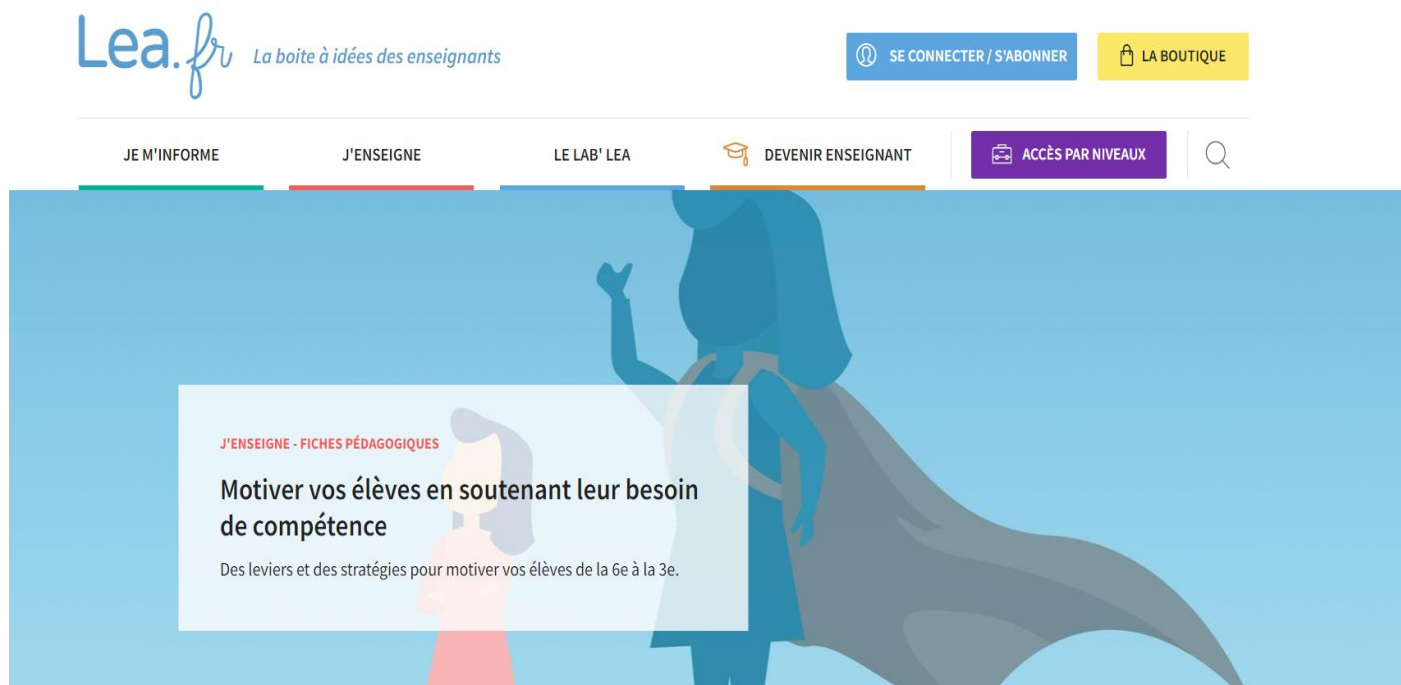 Lea.fr La boite à idées des enseignants
SE CONNECTER / S'ABONNER
LA BOUTIQUE
JE M'INFORME
J'ENSEIGNE
LE LAB' LEA
DEVENIR ENSEIGNANT
ACCÈS PAR NIVEAUX
J'ENSEIGNE - FICHES PÉDAGOGIQUES
Motiver vos élèves en soutenant leur besoin
de compétence
Des leviers et des stratégies pour motiver vos élèves de la 6e à la 3e.